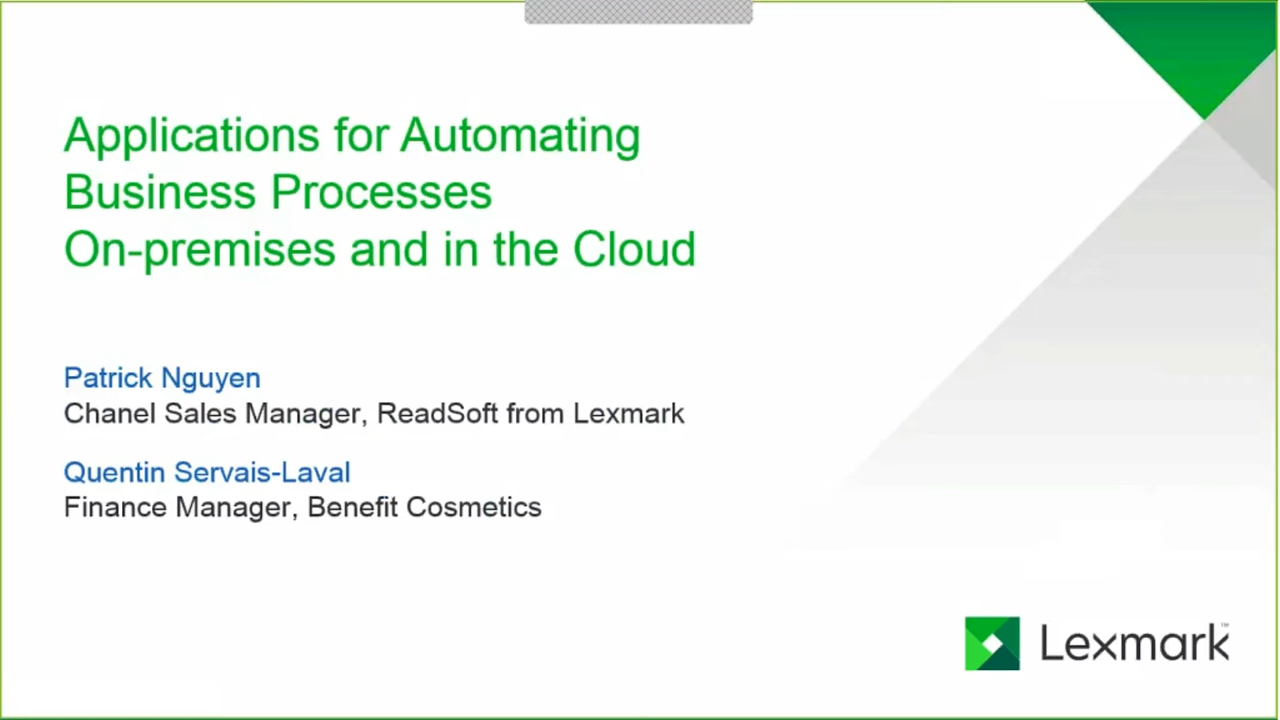 Applications for Automating
Business Processes
On-premises and in the Cloud
Patrick Nguyen
Chanel Sales Manager, ReadSoft from Lexmark
Quentin Servais-Laval
Finance Manager, Benefit Cosmetics
Lexmark™